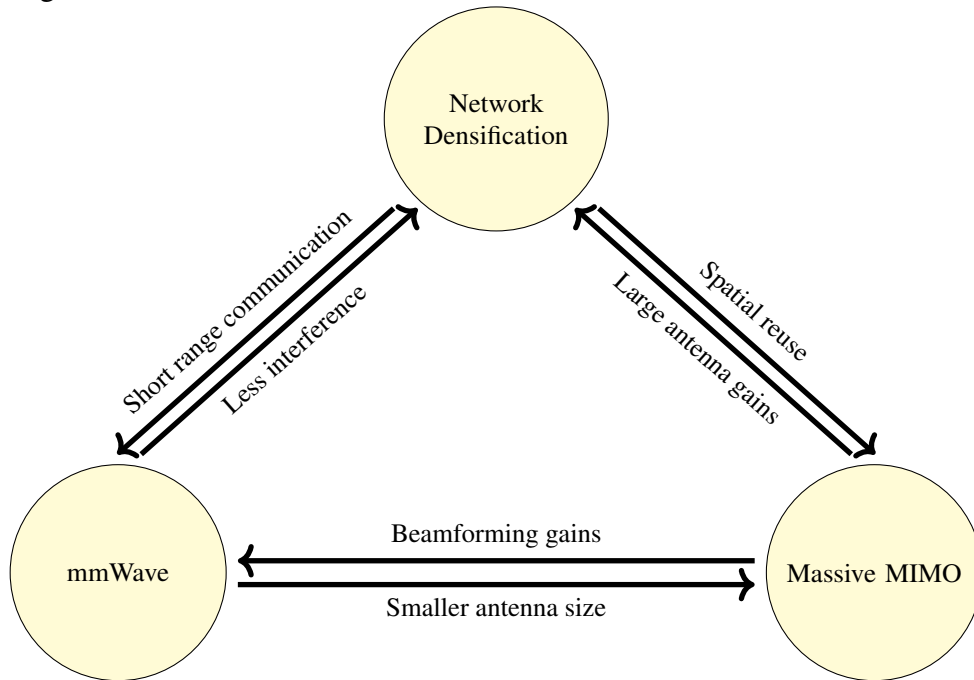 Network
Densification
Short range communication
Less interference
Spatial reuse
Large antenna gains
Beamforming gains
mmWave
Massive MIMO
Smaller antenna size